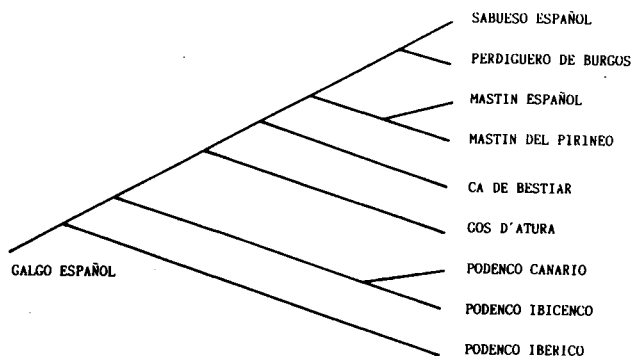 SABUESO ESPAÑOL
PERDIGUERO DE BURGOS
MASTIN ESPAÑOL
MASTIN DEL PIRINEO
CA DE BESTIAR
GOS D'ATURA
GALGO ESPAÑOL
PODENCO CANARIO
PODENCO IBICENCO
PODENCO IBERICO